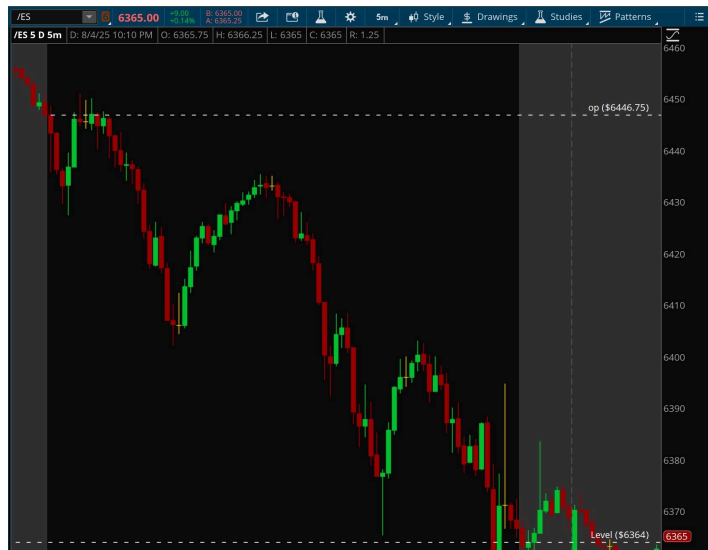 /ES 6365.00 +9.00 B: 6365.00 5m Style Drawings Studies Patterns
+0.14% A: 6365.25
/ES 5 D 5m D: 8/4/25 10:10 PM O: 6365.75 H: 6366.25 L: 6365 C: 6365 R: 1.25
6460
op ($6446.75)
6450
6440
6430
6420
6410
6400
6390
6380
6370
Level ($6364) 6365